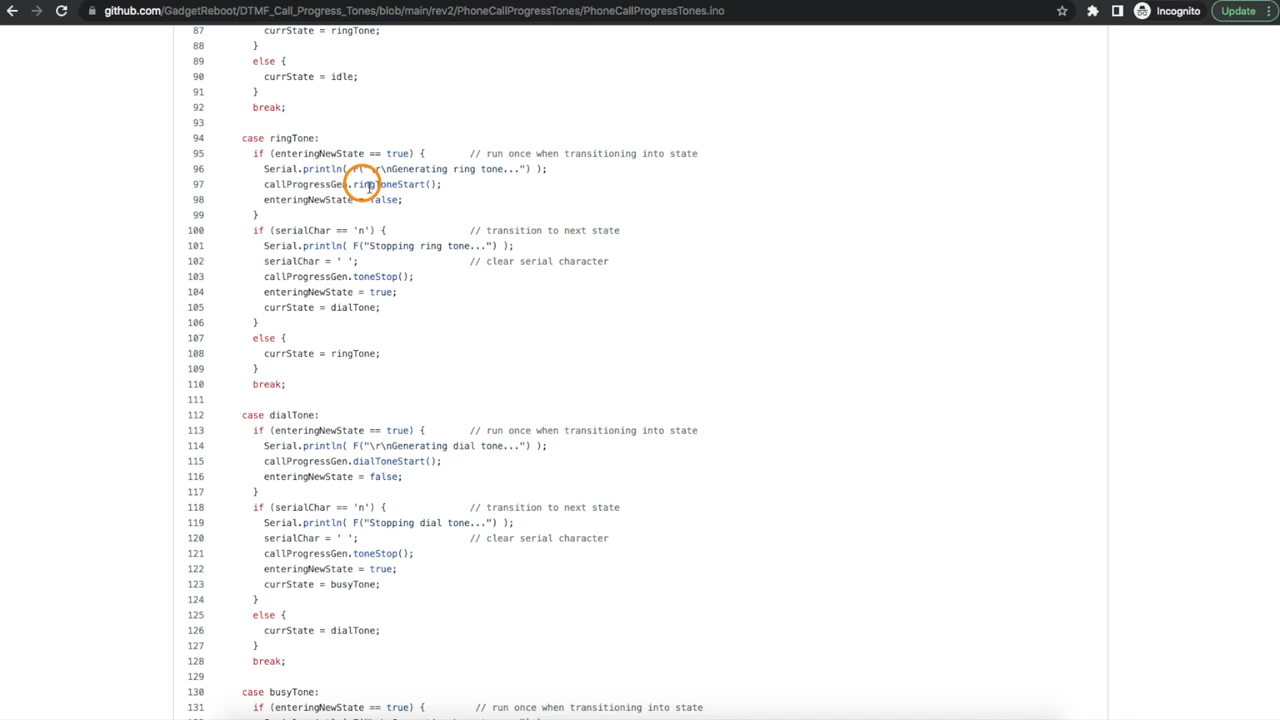 github.com/GadgetReboot/DTMF_Call_Progress_Tones/blob/main/rev2/PhoneCallProgressTones/PhoneCallProgressTones.ino
Incognito
Update
87 currState = ringTone;
88 }
89 else {
90 currState = idle;
91 }
92 break;
93
94 case ringTone:
95 if (enteringNewState == true) { // run once when transitioning into state
96 Serial.println( F("\r\nGenerating ring tone...") );
97 callProgressGen.ringToneStart();
98 enteringNewState = false;
99 }
100 if (serialChar == 'n') { // transition to next state
101 Serial.println( F("Stopping ring tone...") );
102 serialChar = ' '; // clear serial character
103 callProgressGen.toneStop();
104 enteringNewState = true;
105 currState = dialTone;
106 }
107 else {
108 currState = ringTone;
109 }
110 break;
111
112 case dialTone:
113 if (enteringNewState == true) { // run once when transitioning into state
114 Serial.println( F("\r\nGenerating dial tone...") );
115 callProgressGen.dialToneStart();
116 enteringNewState = false;
117 }
118 if (serialChar == 'n') { // transition to next state
119 Serial.println( F("Stopping dial tone...") );
120 serialChar = ' '; // clear serial character
121 callProgressGen.toneStop();
122 enteringNewState = true;
123 currState = busyTone;
124 }
125 else {
126 currState = dialTone;
127 }
128 break;
129
130 case busyTone:
131 if (enteringNewState == true) { // run once when transitioning into state